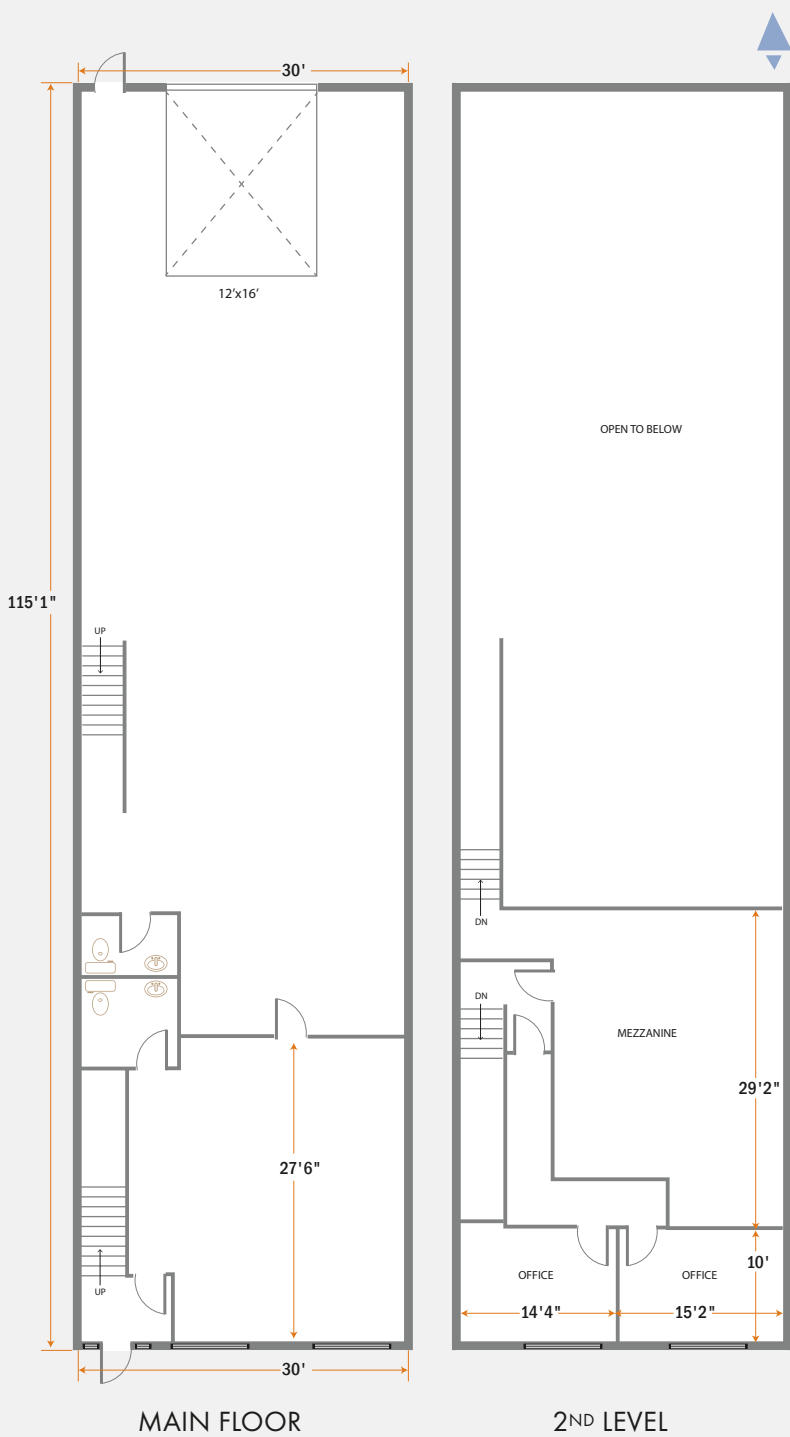 30'
12'x16'
115'1"
UP
27'6"
UP
30'
MAIN FLOOR
OPEN TO BELOW
DN
DN
MEZZANINE
29'2"
10'
OFFICE
OFFICE
14'4"
15'2"
2ND LEVEL